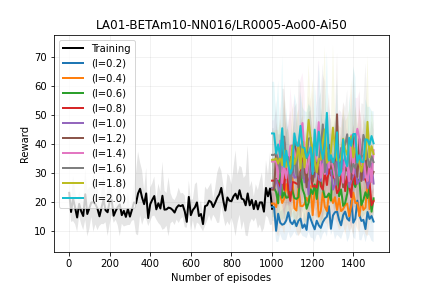 LA01-BETAm10-NN016/LR0005-Ao00-Ai50
Reward
70
60
50
40
30
20
10
Training
(l=0.2)
(l=0.4)
(l=0.6)
(l=0.8)
(l=1.0)
(l=1.2)
(l=1.4)
(l=1.6)
(l=1.8)
(l=2.0)
0 200 400 600 800 1000 1200 1400
Number of episodes